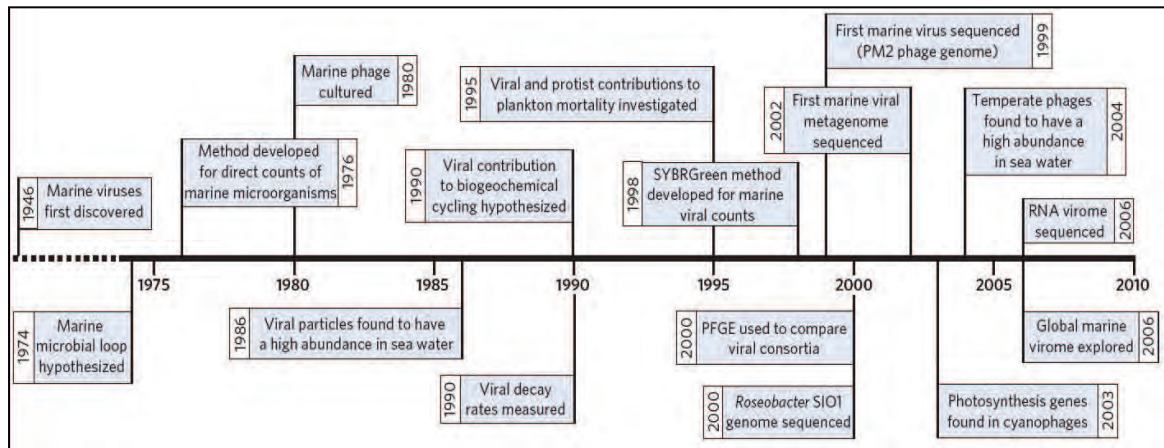 1946
Marine viruses
first discovered
Method developed
for direct counts of
marine microorganisms
1976
Marine phage
cultured
1980
1995
Viral and protist contributions to
plankton mortality investigated
1990
Viral contribution
to biogeochemical
cycling hypothesized
1998
SYBRGreen method
developed for marine
viral counts
First marine virus sequenced
(PM2 phage genome)
1999
2002
First marine viral
metagenome
sequenced
Temperate phages
found to have a
high abundance
in sea water
2004
RNA virome
sequenced
2006
1975
1980
1985
1990
1995
2000
2005
2010
1974
Marine
microbial loop
hypothesized
1986
Viral particles found to have
a high abundance in sea water
1990
Viral decay
rates measured
2000
PFGE used to compare
viral consortia
2000
Roseobacter SIO1
genome sequenced
Global marine
virome explored
2006
Photosynthesis genes
found in cyanophages
2003